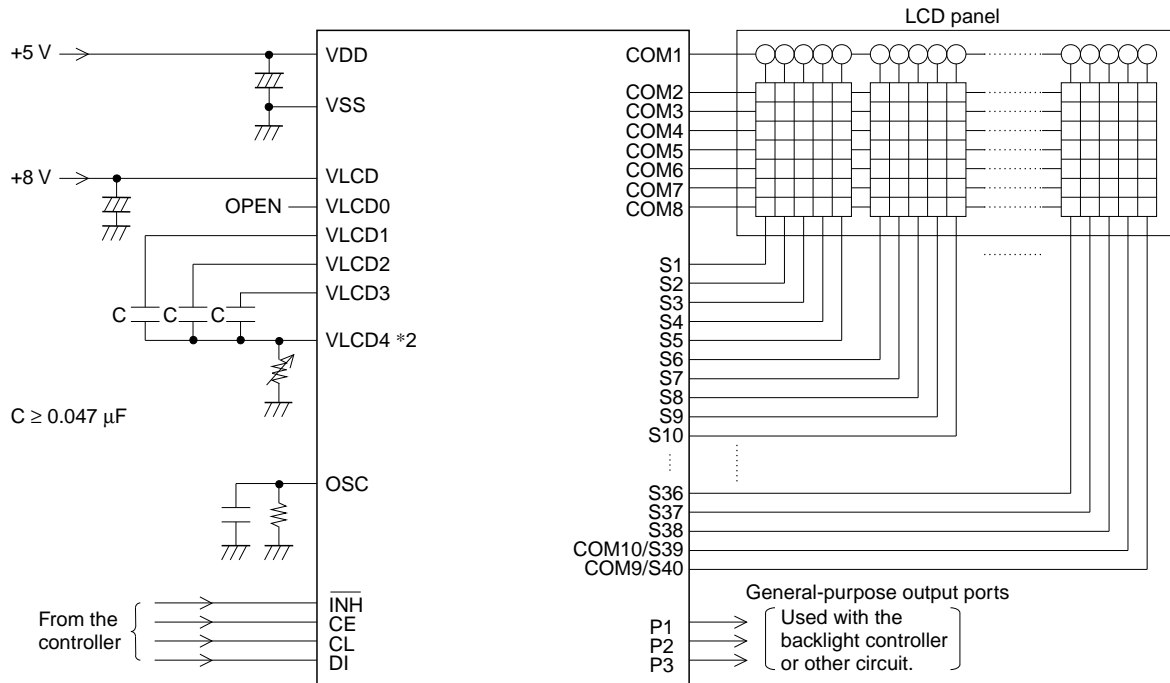 LCD panel
+5 V
VDD
COM1
VSS
COM2
COM3
COM4
COM5
COM6
COM7
COM8
+8 V
VLCD
OPEN
VLCD0
VLCD1
VLCD2
VLCD3
C
C
C
VLCD4 *2
C ≥ 0.047 μF
OSC
S1
S2
S3
S4
S5
S6
S7
S8
S9
S10
S36
S37
S38
COM10/S39
COM9/S40
From the
controller
I̅N̅H̅
CE
CL
DI
General-purpose output ports
P1
P2
P3
Used with the
backlight controller
or other circuit.